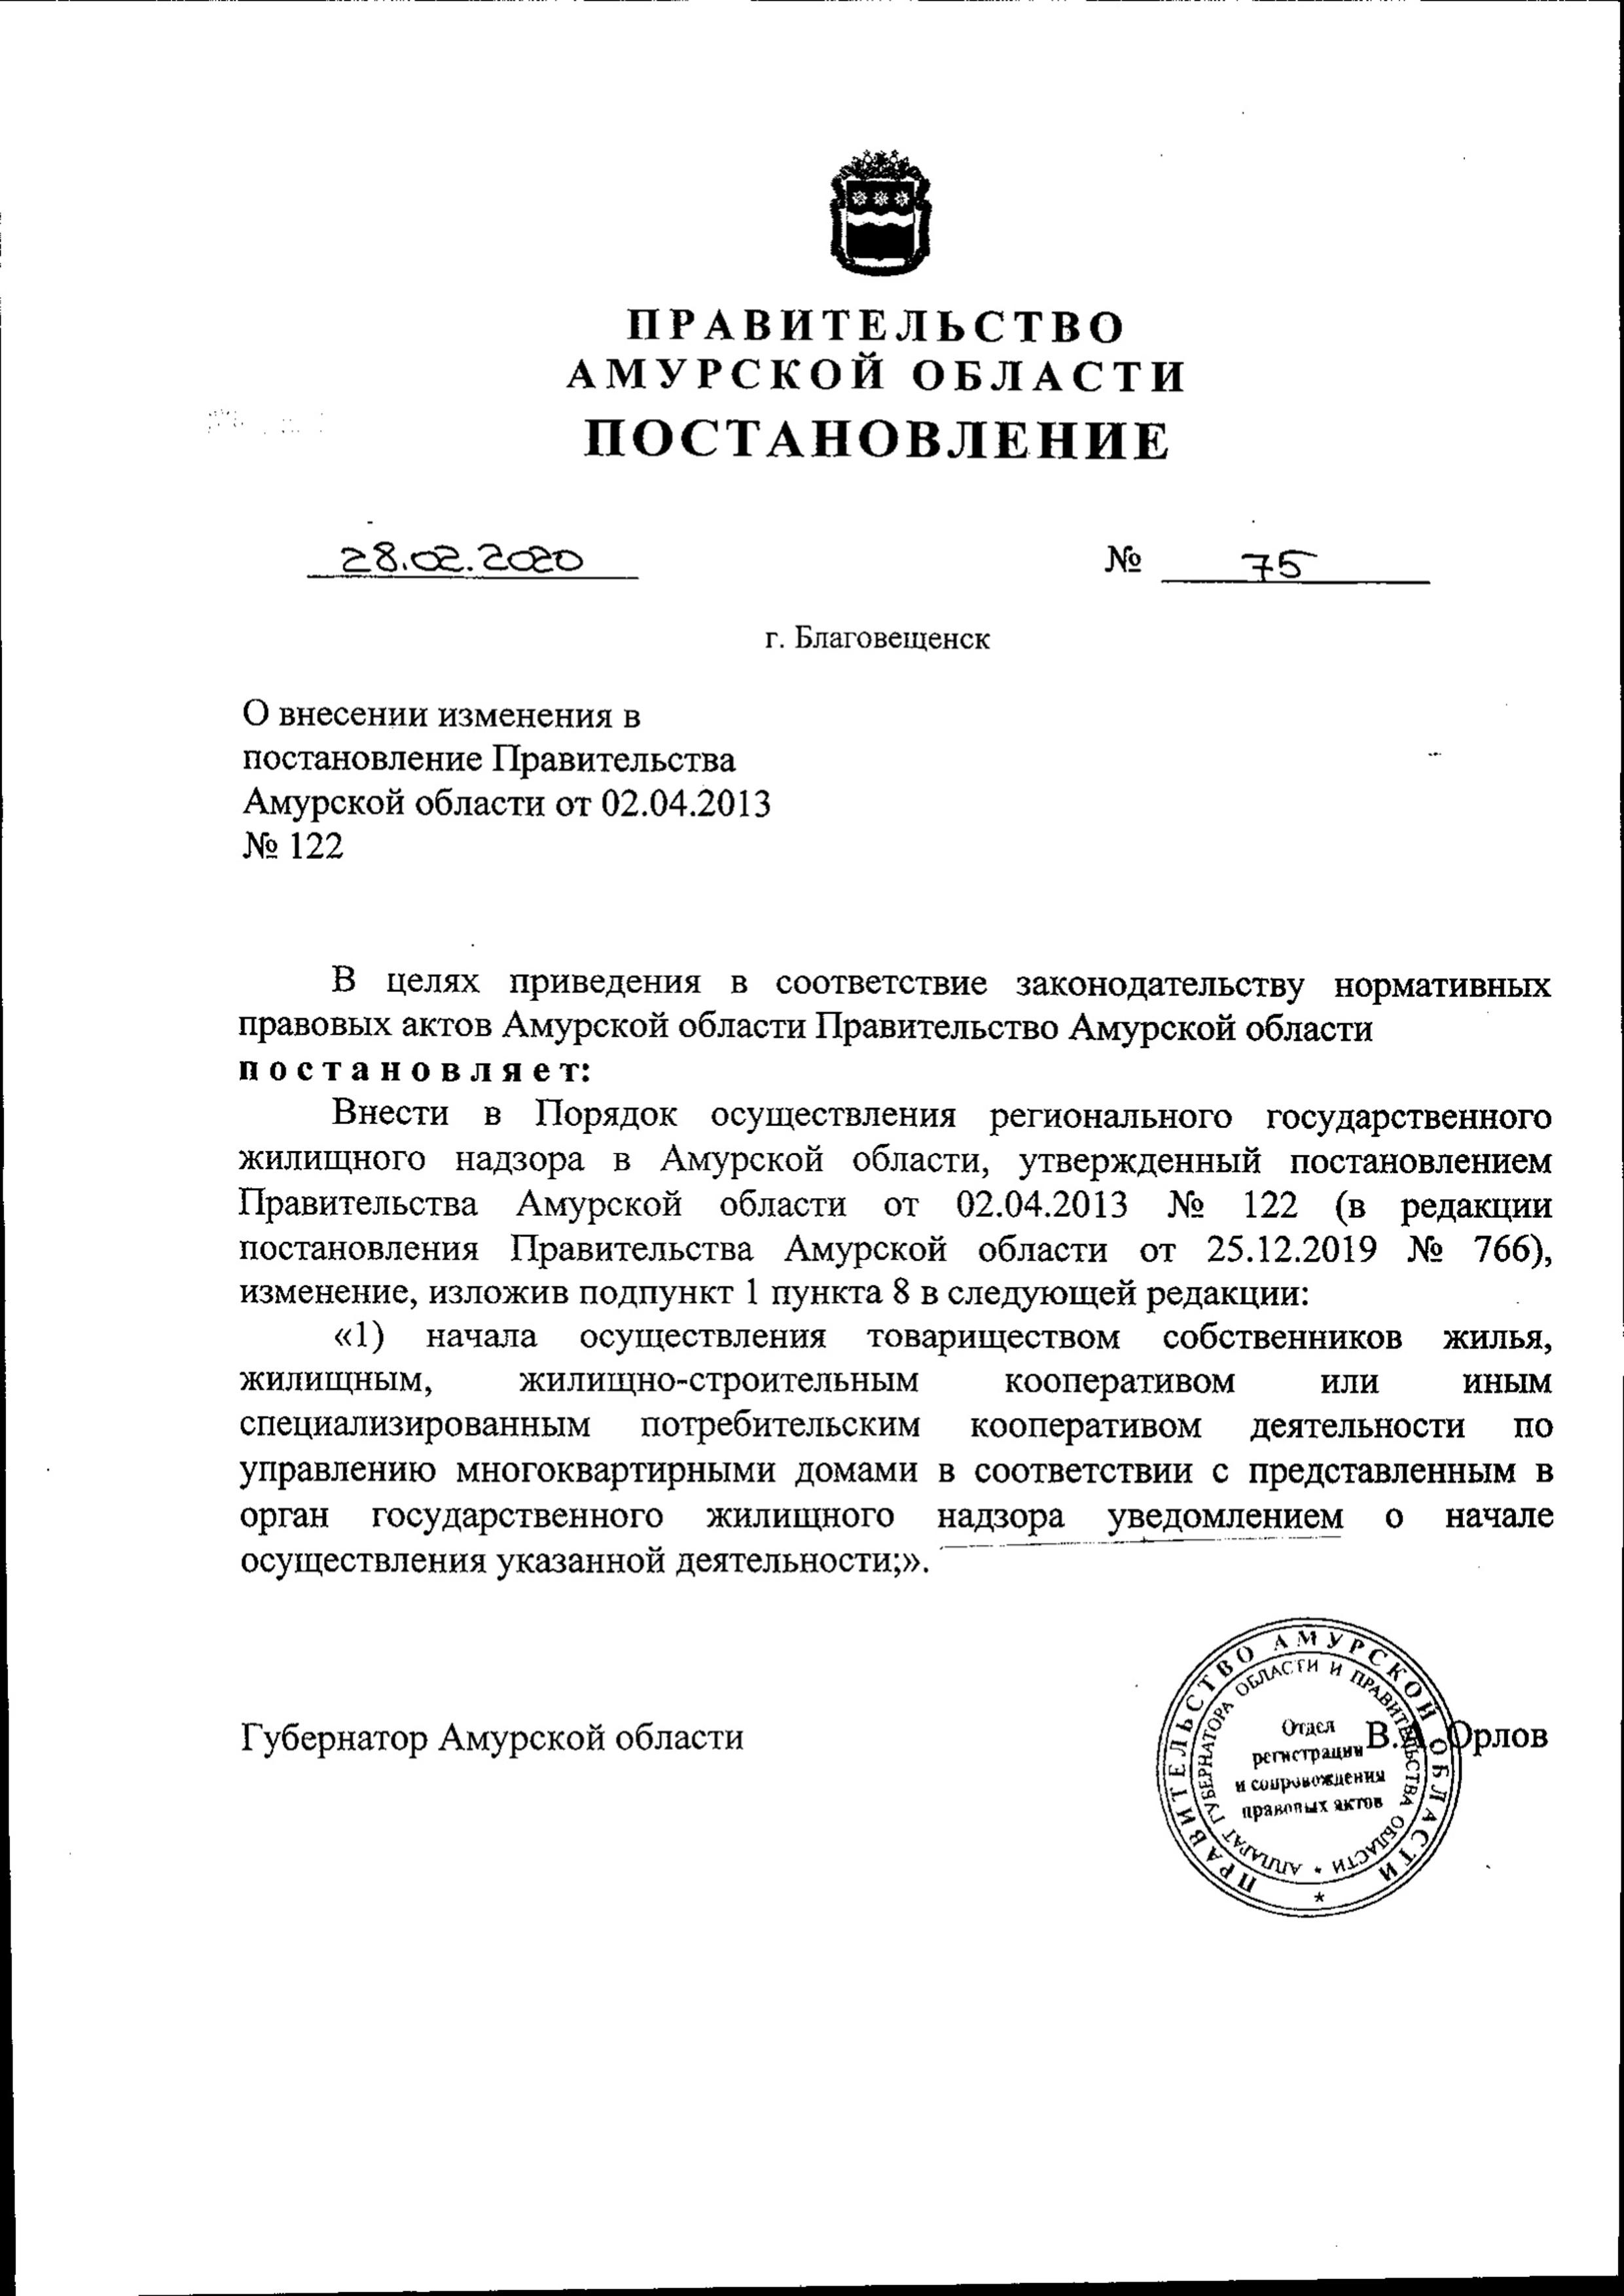 ПРАВИТЕЛЬСТВО
АМУРСКОЙ ОБЛАСТИ
ПОСТАНОВЛЕНИЕ
28.02.2020 № 75
г. Благовещенск
О внесении изменения в
постановление Правительства
Амурской области от 02.04.2013
№ 122
В целях приведения в соответствие законодательству нормативных
правовых актов Амурской области Правительство Амурской области
п о с т а н о в л я е т:
Внести в Порядок осуществления регионального государственного
жилищного надзора в Амурской области, утвержденный постановлением
Правительства Амурской области от 02.04.2013 № 122 (в редакции
постановления Правительства Амурской области от 25.12.2019 № 766),
изменение, изложив подпункт 1 пункта 8 в следующей редакции:
«1) начала осуществления товариществом собственников жилья,
жилищным, жилищно-строительным кооперативом или иным
специализированным потребительским кооперативом деятельности по
управлению многоквартирными домами в соответствии с представленным в
орган государственного жилищного надзора уведомлением о начале
осуществления указанной деятельности;».
Губернатор Амурской области В.А. Орлов
ПРАВИТЕЛЬСТВО АМУРСКОЙ ОБЛАСТИ *
АППАРАТ ГУБЕРНАТОРА ОБЛАСТИ И ПРАВИТЕЛЬСТВА ОБЛАСТИ *
Отдел
регистрации
и сопровождения
правовых актов